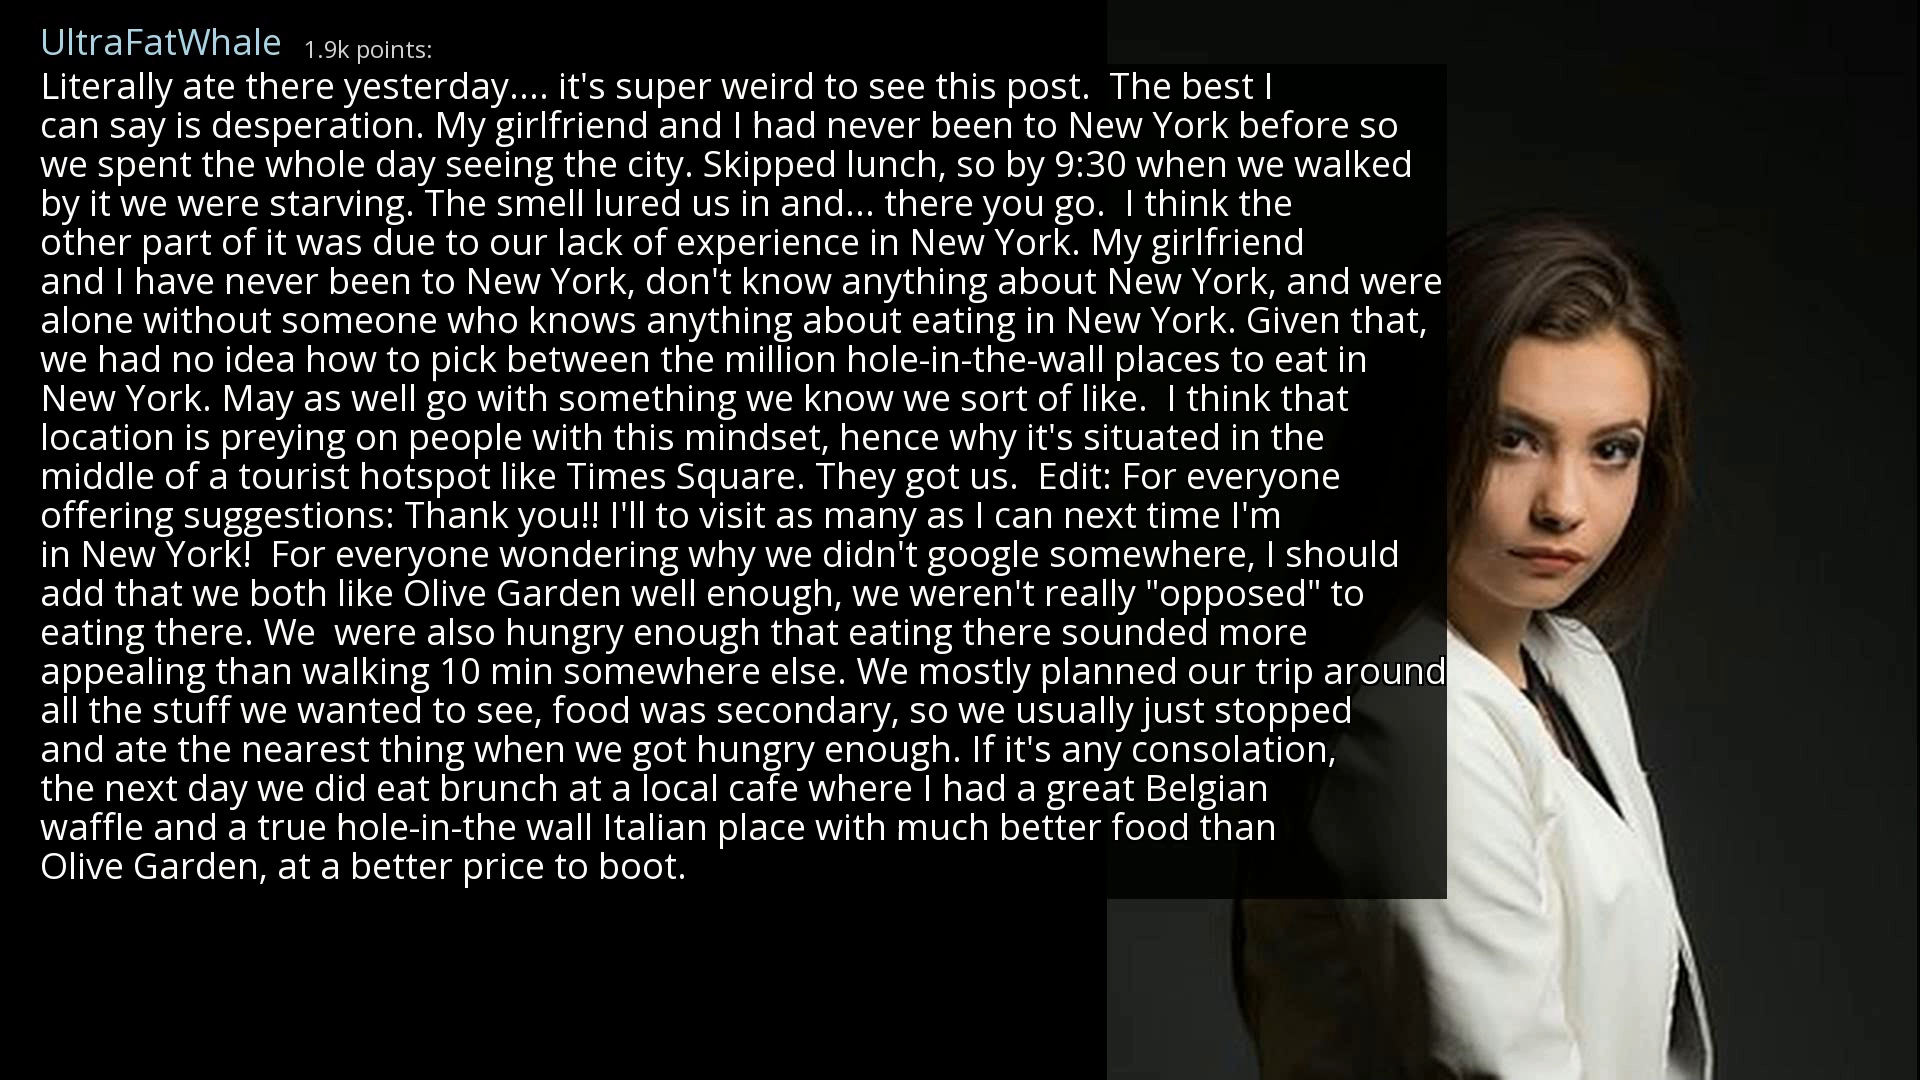 UltraFatWhale 1.9k points:
Literally ate there yesterday.... it's super weird to see this post.  The best I
can say is desperation. My girlfriend and I had never been to New York before so
we spent the whole day seeing the city. Skipped lunch, so by 9:30 when we walked
by it we were starving. The smell lured us in and... there you go.  I think the
other part of it was due to our lack of experience in New York. My girlfriend
and I have never been to New York, don't know anything about New York, and were
alone without someone who knows anything about eating in New York. Given that,
we had no idea how to pick between the million hole-in-the-wall places to eat in
New York. May as well go with something we know we sort of like.  I think that
location is preying on people with this mindset, hence why it's situated in the
middle of a tourist hotspot like Times Square. They got us.  Edit: For everyone
offering suggestions: Thank you!! I'll to visit as many as I can next time I'm
in New York!  For everyone wondering why we didn't google somewhere, I should
add that we both like Olive Garden well enough, we weren't really "opposed" to
eating there. We  were also hungry enough that eating there sounded more
appealing than walking 10 min somewhere else. We mostly planned our trip around
all the stuff we wanted to see, food was secondary, so we usually just stopped
and ate the nearest thing when we got hungry enough. If it's any consolation,
the next day we did eat brunch at a local cafe where I had a great Belgian
waffle and a true hole-in-the wall Italian place with much better food than
Olive Garden, at a better price to boot.